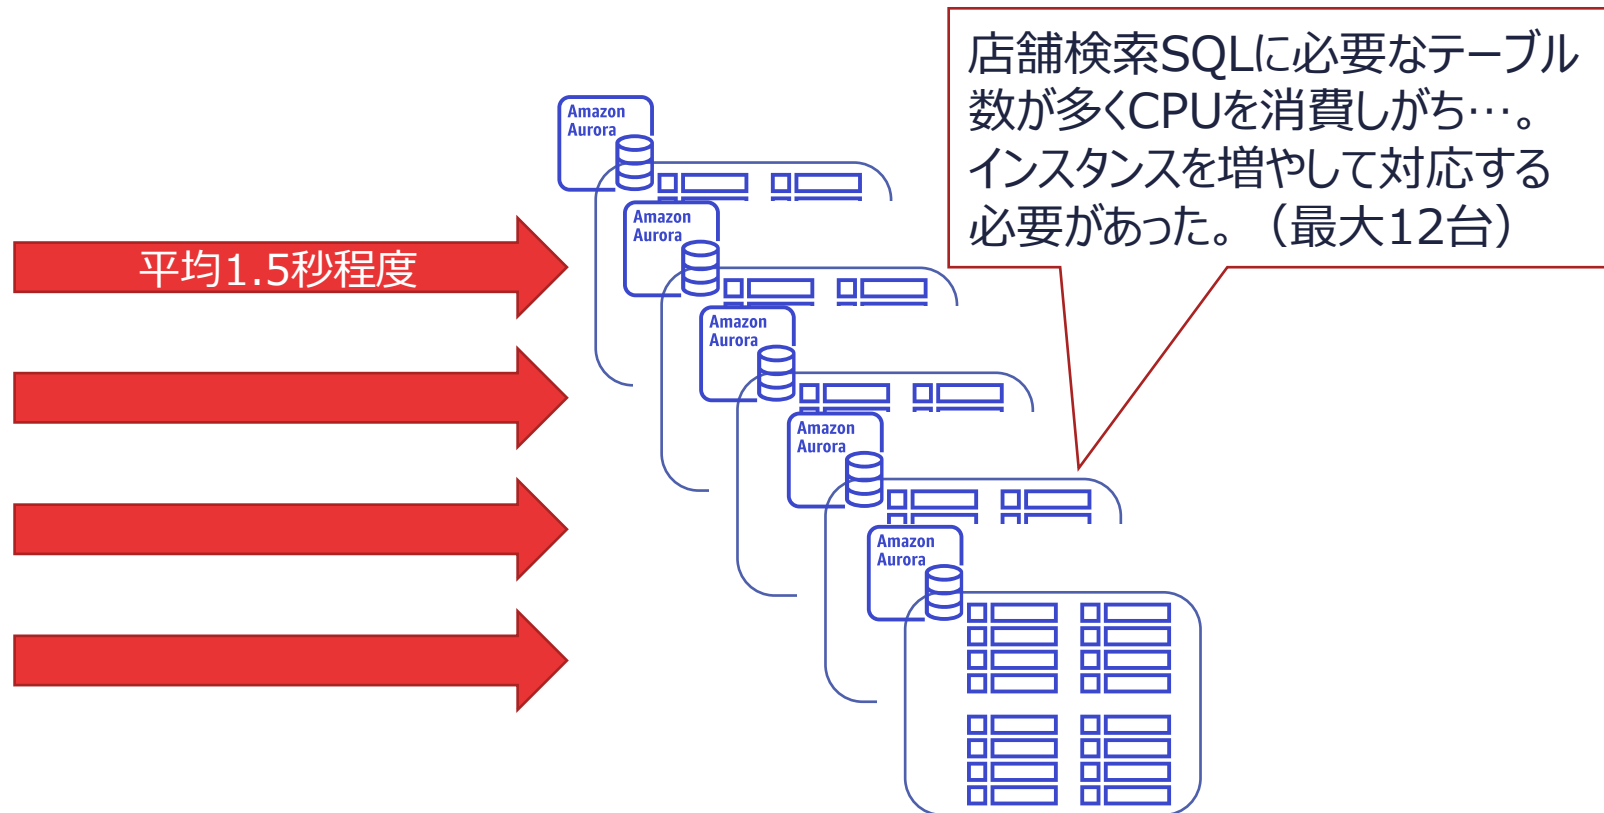 店舗検索SQLに必要なテーブル
数が多くCPUを消費しがち…。
インスタンスを増やして対応する
必要があった。（最大12台）
Amazon
Aurora
Amazon
Aurora
平均1.5秒程度
Amazon
Aurora
Amazon
Aurora
Amazon
Aurora